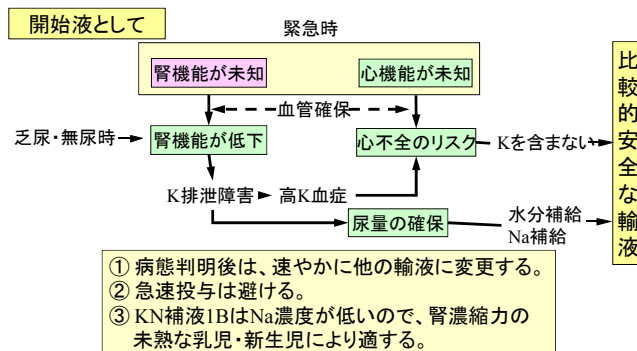 開始液として
緊急時
腎機能が未知
心機能が未知
血管確保
乏尿・無尿時
腎機能が低下
心不全のリスク
Kを含まない
K排泄障害
高K血症
尿量の確保
水分補給
Na補給
比較的安全な輸液
① 病態判明後は、速やかに他の輸液に変更する。
② 急速投与は避ける。
③ KN補液1BはNa濃度が低いので、腎濃縮力の
未熟な乳児・新生児により適する。